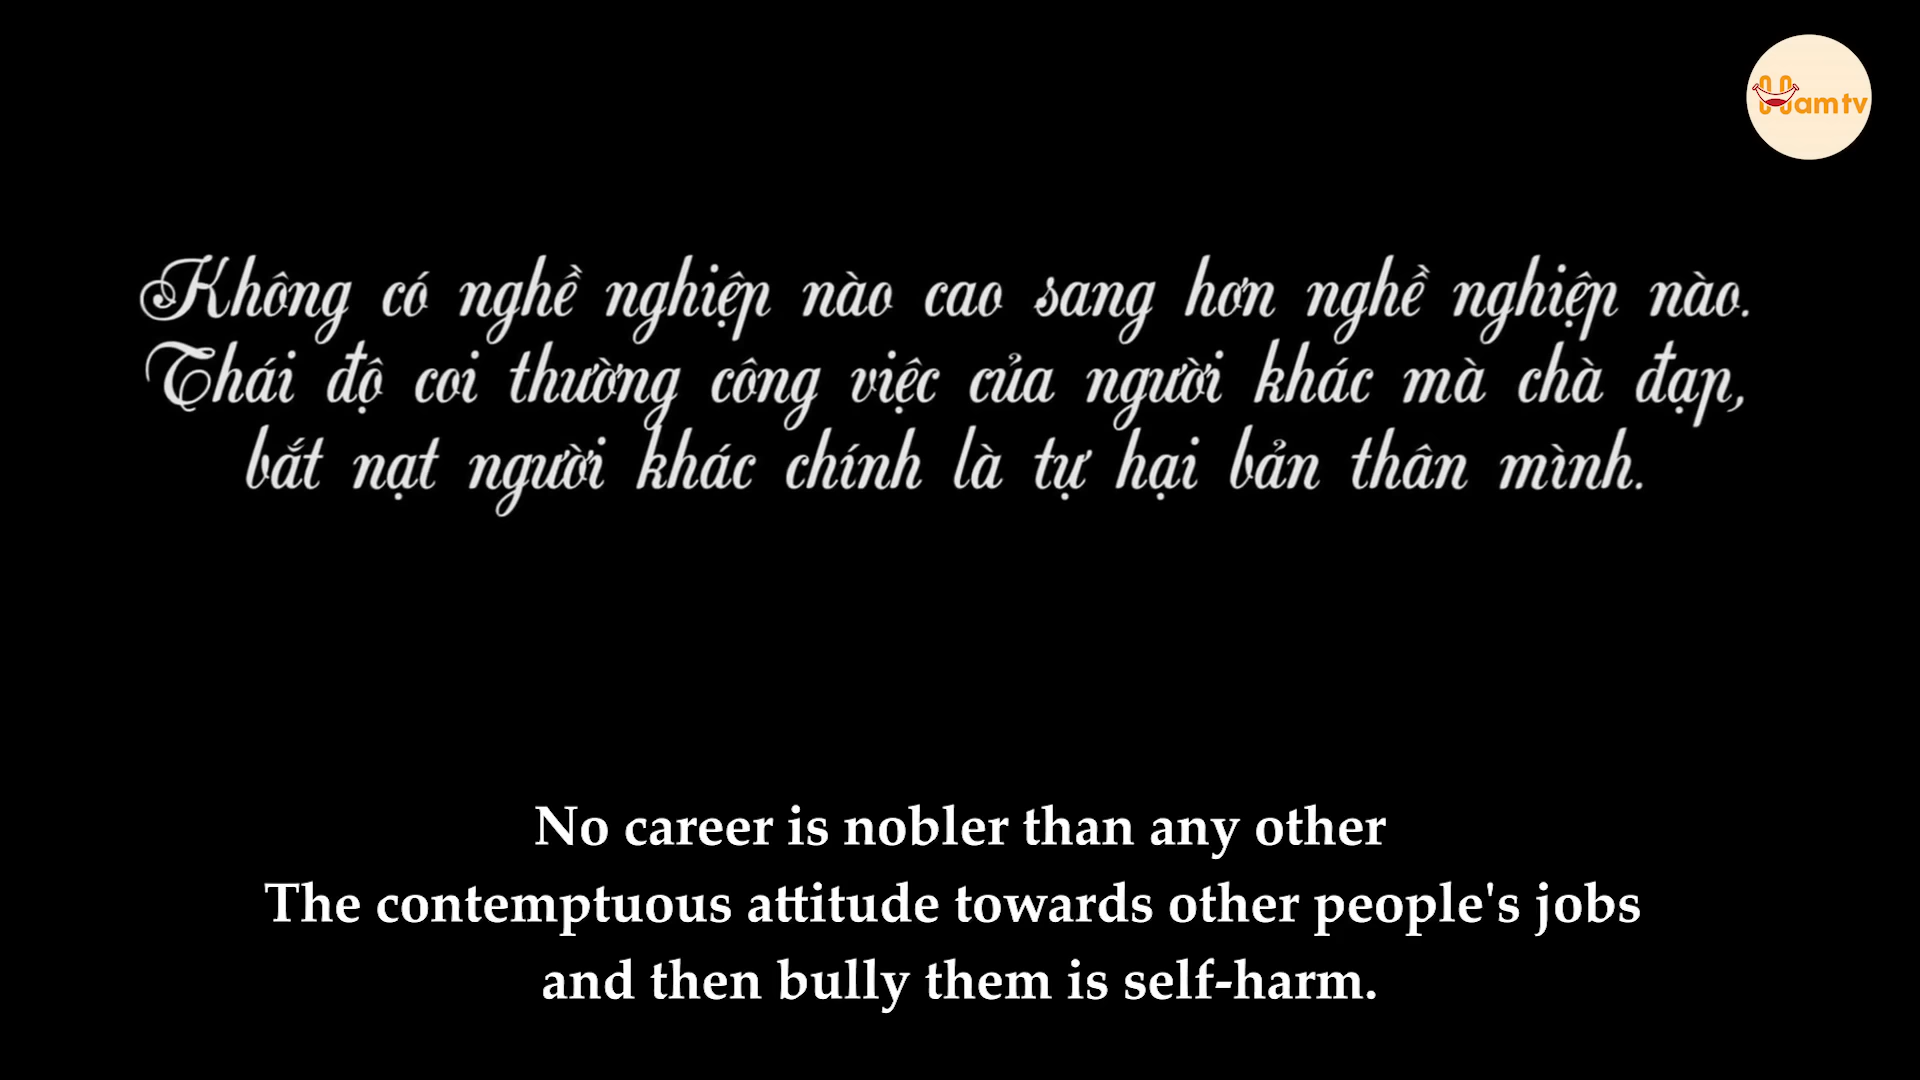 Hamtv
Không có nghề nghiệp nào cao sang hơn nghề nghiệp nào.
Thái độ coi thường công việc của người khác mà chà đạp,
bắt nạt người khác chính là tự hại bản thân mình.
No career is nobler than any other
The contemptuous attitude towards other people's jobs
and then bully them is self-harm.